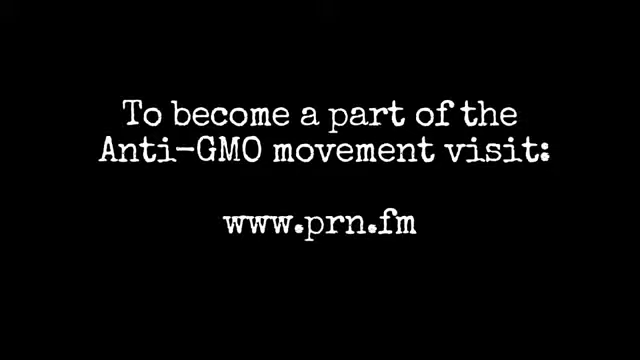 To become a part of the
Anti-GMO movement visit:
www.prn.fm